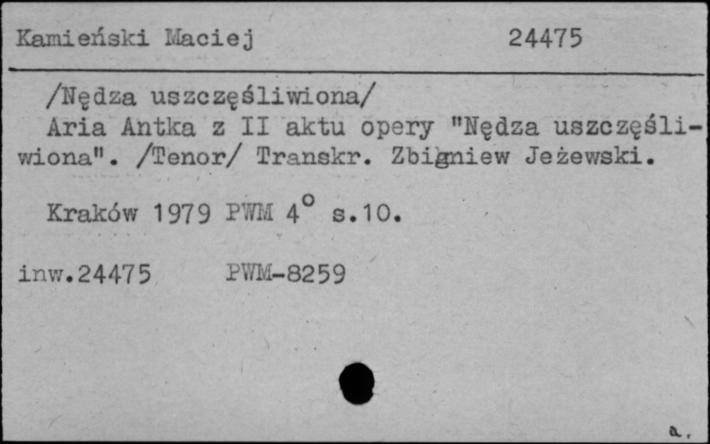 Kamieński Maciej 24475
/Nędza uszczęśliwiona/
Aria Antka z II aktu opery "Nędza uszczęśli-
wiona". /Tenor/ Transkr. Zbigniew Jeżewski.
Kraków 1979 PWM 4° s.10.
inw.24475 PWM-8259
a.